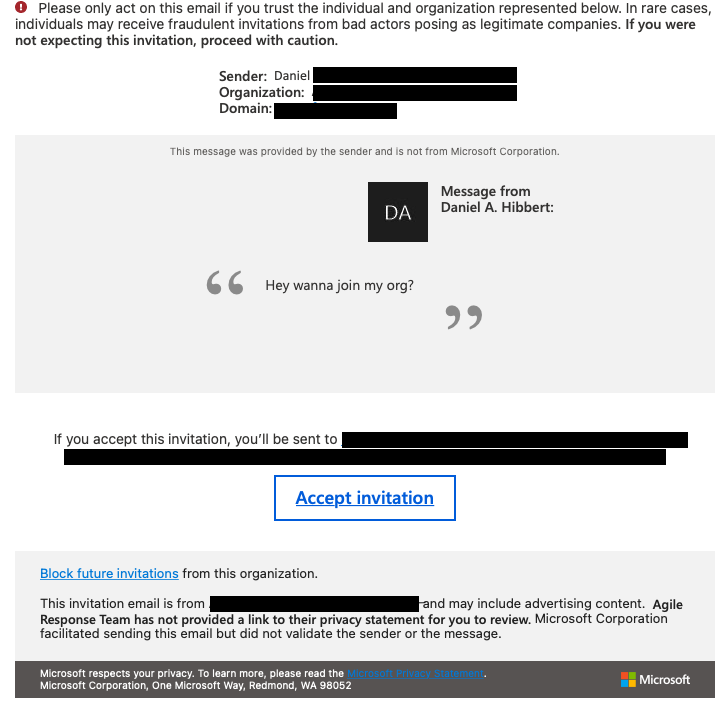 Please only act on this email if you trust the individual and organization represented below. In rare cases,
individuals may receive fraudulent invitations from bad actors posing as legitimate companies. If you were
not expecting this invitation, proceed with caution.
Sender: Daniel
Organization:
Domain:
This message was provided by the sender and is not from Microsoft Corporation.
DA
Message from
Daniel A. Hibbert:
“
Hey wanna join my org?
”
If you accept this invitation, you’ll be sent to
Accept invitation
Block future invitations from this organization.
This invitation email is from and may include advertising content. Agile
Response Team has not provided a link to their privacy statement for you to review. Microsoft Corporation
facilitated sending this email but did not validate the sender or the message.
Microsoft respects your privacy. To learn more, please read the Microsoft Privacy Statement.
Microsoft Corporation, One Microsoft Way, Redmond, WA 98052
Microsoft